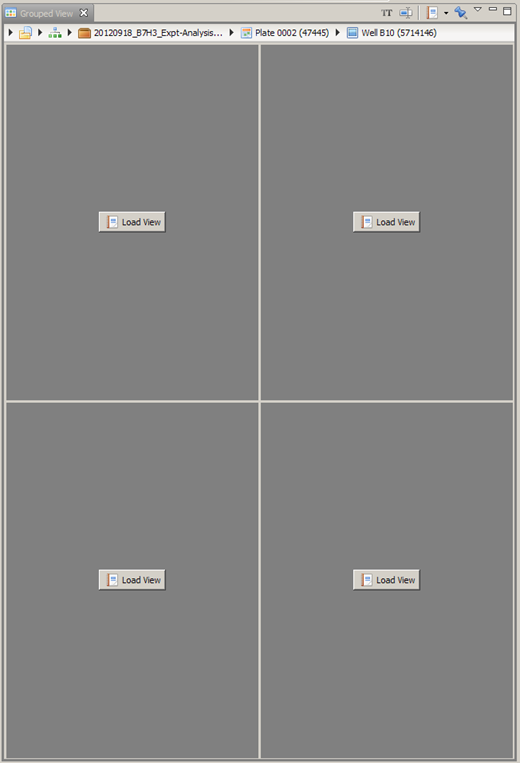 Grouped View
TT
20120918_B7H3_Expt-Analysis... Plate 0002 (47445) Well B10 (5714146)
Load View Load View
Load View Load View